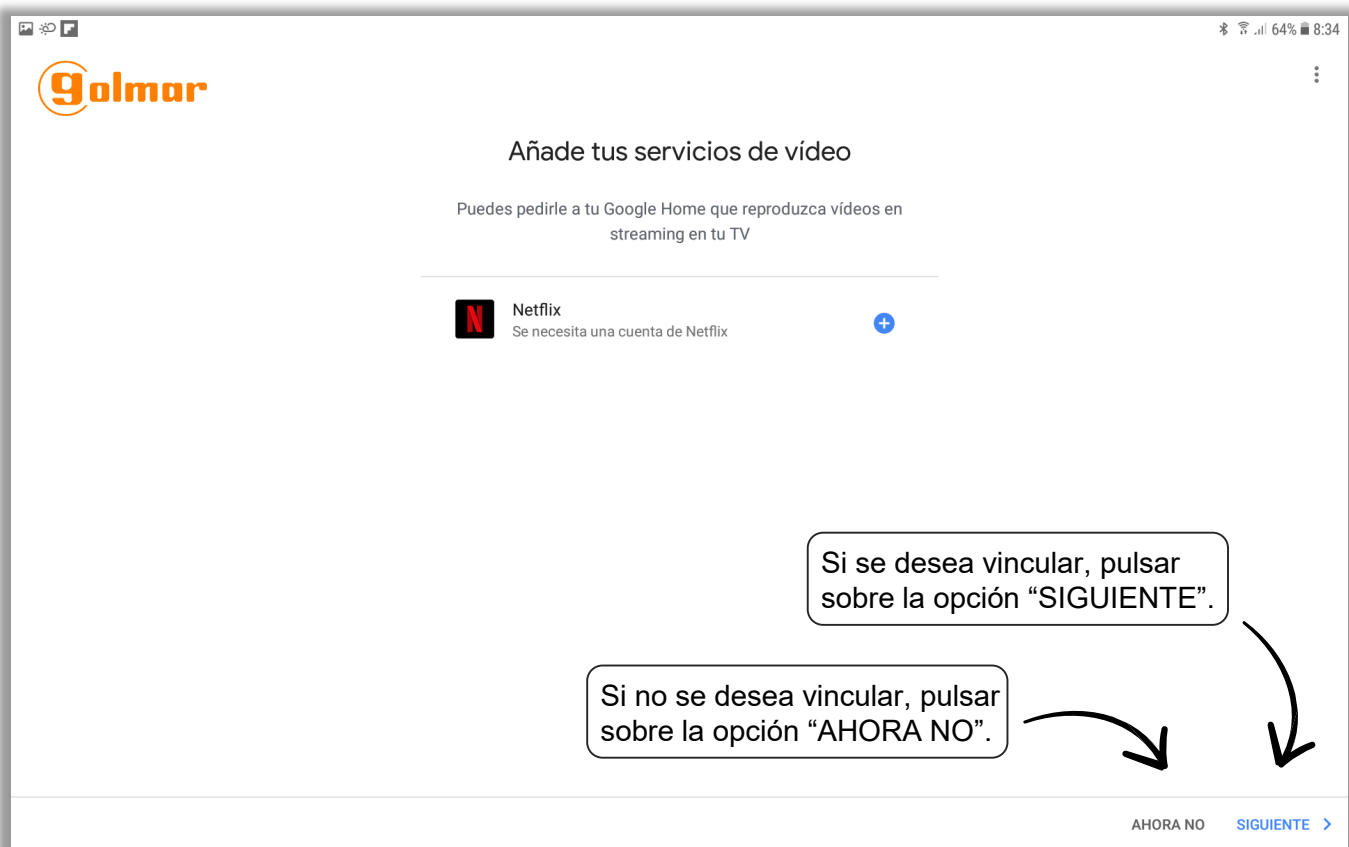 64% 8:34
golmar
Añade tus servicios de vídeo
Puedes pedirle a tu Google Home que reproduzca vídeos en
streaming en tu TV
N
Netflix
Se necesita una cuenta de Netflix
Si se desea vincular, pulsar
sobre la opción “SIGUIENTE”.
Si no se desea vincular, pulsar
sobre la opción “AHORA NO”.
AHORA NO SIGUIENTE